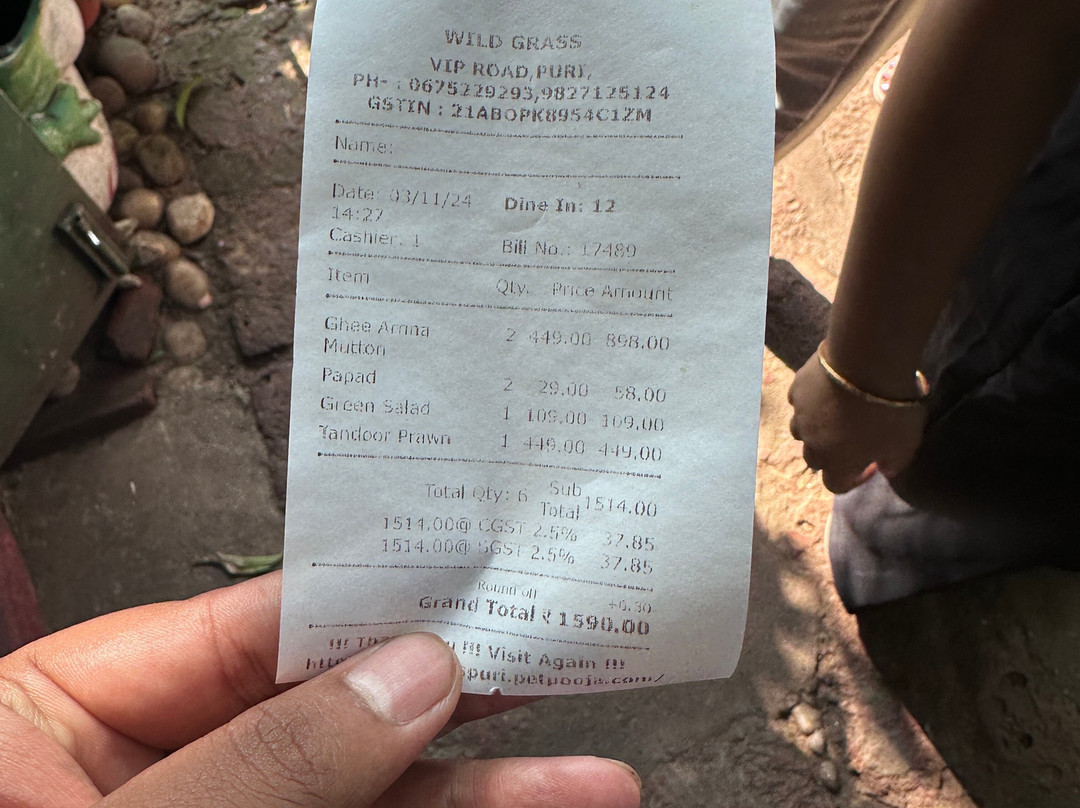 WILD GRASS
VIP ROAD,PURI,
PH- : 0675229293,9827125124
GSTIN : 21ABOPK8954C1ZM
Name:
Date: 03/11/24 Dine In: 12
14:27
Cashier: 1 Bill No.: 17489
Item Qty. Price Amount
Ghee Anna 2 449.00 898.00
Mutton
Papad 2 29.00 58.00
Green Salad 1 109.00 109.00
Tandoor Prawn 1 449.00 449.00
Total Qty: 6 Sub 1514.00
Total
1514.00@ CGST 2.5% 37.85
1514.00@ SGST 2.5% 37.85
Round off +0.30
Grand Total ₹ 1590.00
!!! !!! Visit Again !!!
spuri.petpooja.com/